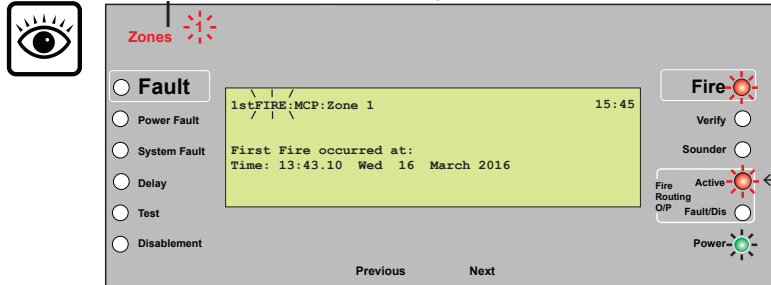 Zones 1
Fault
Power Fault
System Fault
Delay
Test
Disablement
1stFIRE:MCP:Zone 1 15:45
First Fire occurred at:
Time: 13:43.10 Wed 16 March 2016
Fire
Verify
Sounder
Fire Routing O/P
Active
Fault/Dis
Power
Previous Next